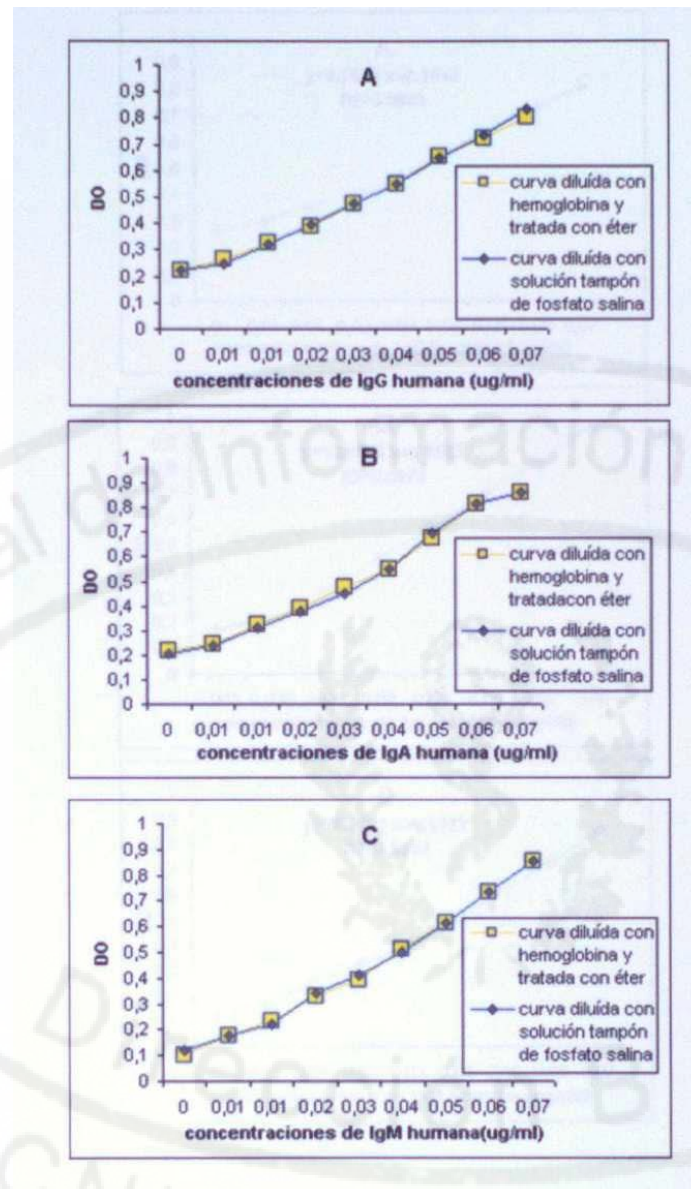 A
1
0,9
0,8
0,7
0,6
0,5
0,4
0,3
0,2
0,1
0
DO
0 0,01 0,01 0,02 0,03 0,04 0,05 0,06 0,07
concentraciones de IgG humana (ug/ml)
curva diluída con
hemoglobina y
tratada con éter
curva diluída con
solución tampón
de fosfato salina
B
1
0,9
0,8
0,7
0,6
0,5
0,4
0,3
0,2
0,1
0
DO
0 0,01 0,01 0,02 0,03 0,04 0,05 0,06 0,07
concentraciones de IgA humana (ug/ml)
curva diluída con
hemoglobina y
tratadacon éter
curva diluída con
solución tampón
de fosfato salina
C
1
0,9
0,8
0,7
0,6
0,5
0,4
0,3
0,2
0,1
0
DO
0 0,01 0,01 0,02 0,03 0,04 0,05 0,06 0,07
concentraciones de IgM humana(ug/ml)
curva diluída con
hemoglobina y
tratada con éter
curva diluída con
solución tampón
de fosfato salina
al de Información
Dirección B